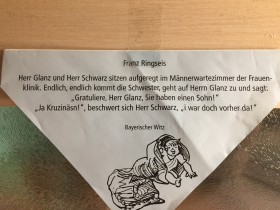 Franz Ringseis
Herr Glanz und Herr Schwarz sitzen aufgeregt im Männerwartezimmer der Frauen-
klinik. Endlich, endlich kommt die Schwester, geht auf Herrn Glanz zu und sagt:
„Gratuliere, Herr Glanz, Sie haben einen Sohn!"
„Ja Kruzinäsn!", beschwert sich Herr Schwarz, „i war doch vorher da!"
Bayerischer Witz